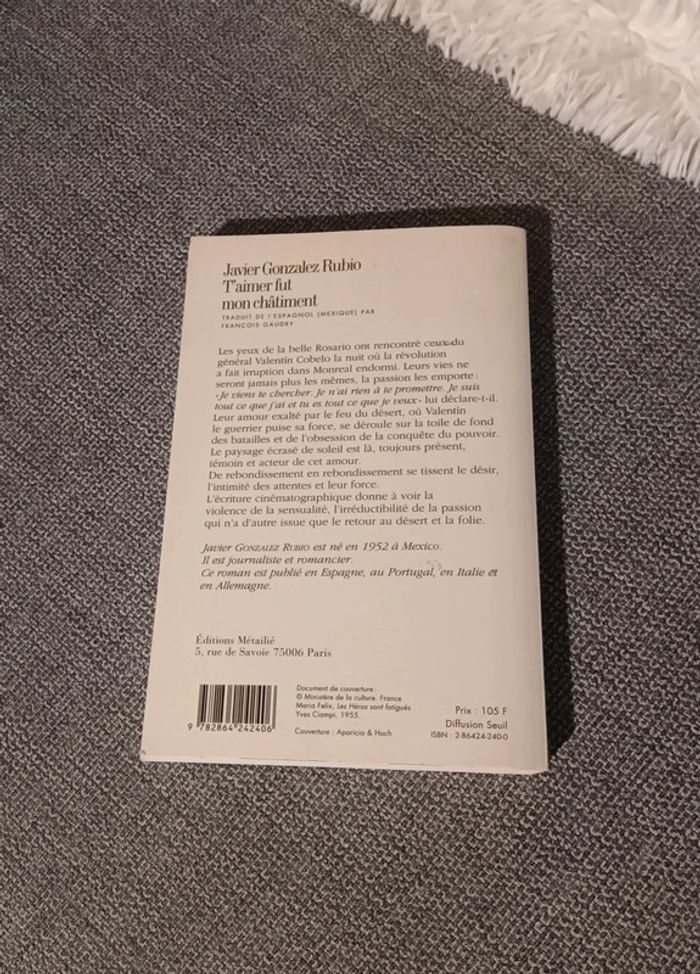 Javier Gonzalez Rubio
T'aimer fut
mon châtiment
TRADUIT DE L'ESPAGNOL (MEXIQUE) PAR
FRANÇOIS GAUDRY
Les yeux de la belle Rosario ont rencontré ceux du
général Valentín Cobelo la nuit où la révolution
a fait irruption dans Monreal endormi. Leurs vies ne
seront jamais plus les mêmes, la passion les emporte :
«Je viens te chercher. Je n'ai rien à te promettre. Je suis
tout ce que j'ai et tu es tout ce que je veux» lui déclare-t-il.
Leur amour exalté par le feu du désert, où Valentín
le guerrier puise sa force, se déroule sur la toile de fond
des batailles et de l'obsession de la conquête du pouvoir.
Le paysage écrasé de soleil est là, toujours présent,
témoin et acteur de cet amour.
De rebondissement en rebondissement se tissent le désir,
l'intimité des attentes et leur force.
L'écriture cinématographique donne à voir la
violence de la sensualité, l'irréductibilité de la passion
qui n'a d'autre issue que le retour au désert et la folie.
Javier GONZALEZ RUBIO est né en 1952 à Mexico.
Il est journaliste et romancier.
Ce roman est publié en Espagne, au Portugal, en Italie et
en Allemagne.
Éditions Métailié
5, rue de Savoie 75006 Paris
9 782864 242406
Document de couverture:
© Ministère de la culture. France
Maria Felix, Les Héros sont fatigués
Yves Ciampi, 1955.
Couverture : Aparicio & Hoch
Prix : 105 F
Diffusion Seuil
ISBN : 2-86424-240-0